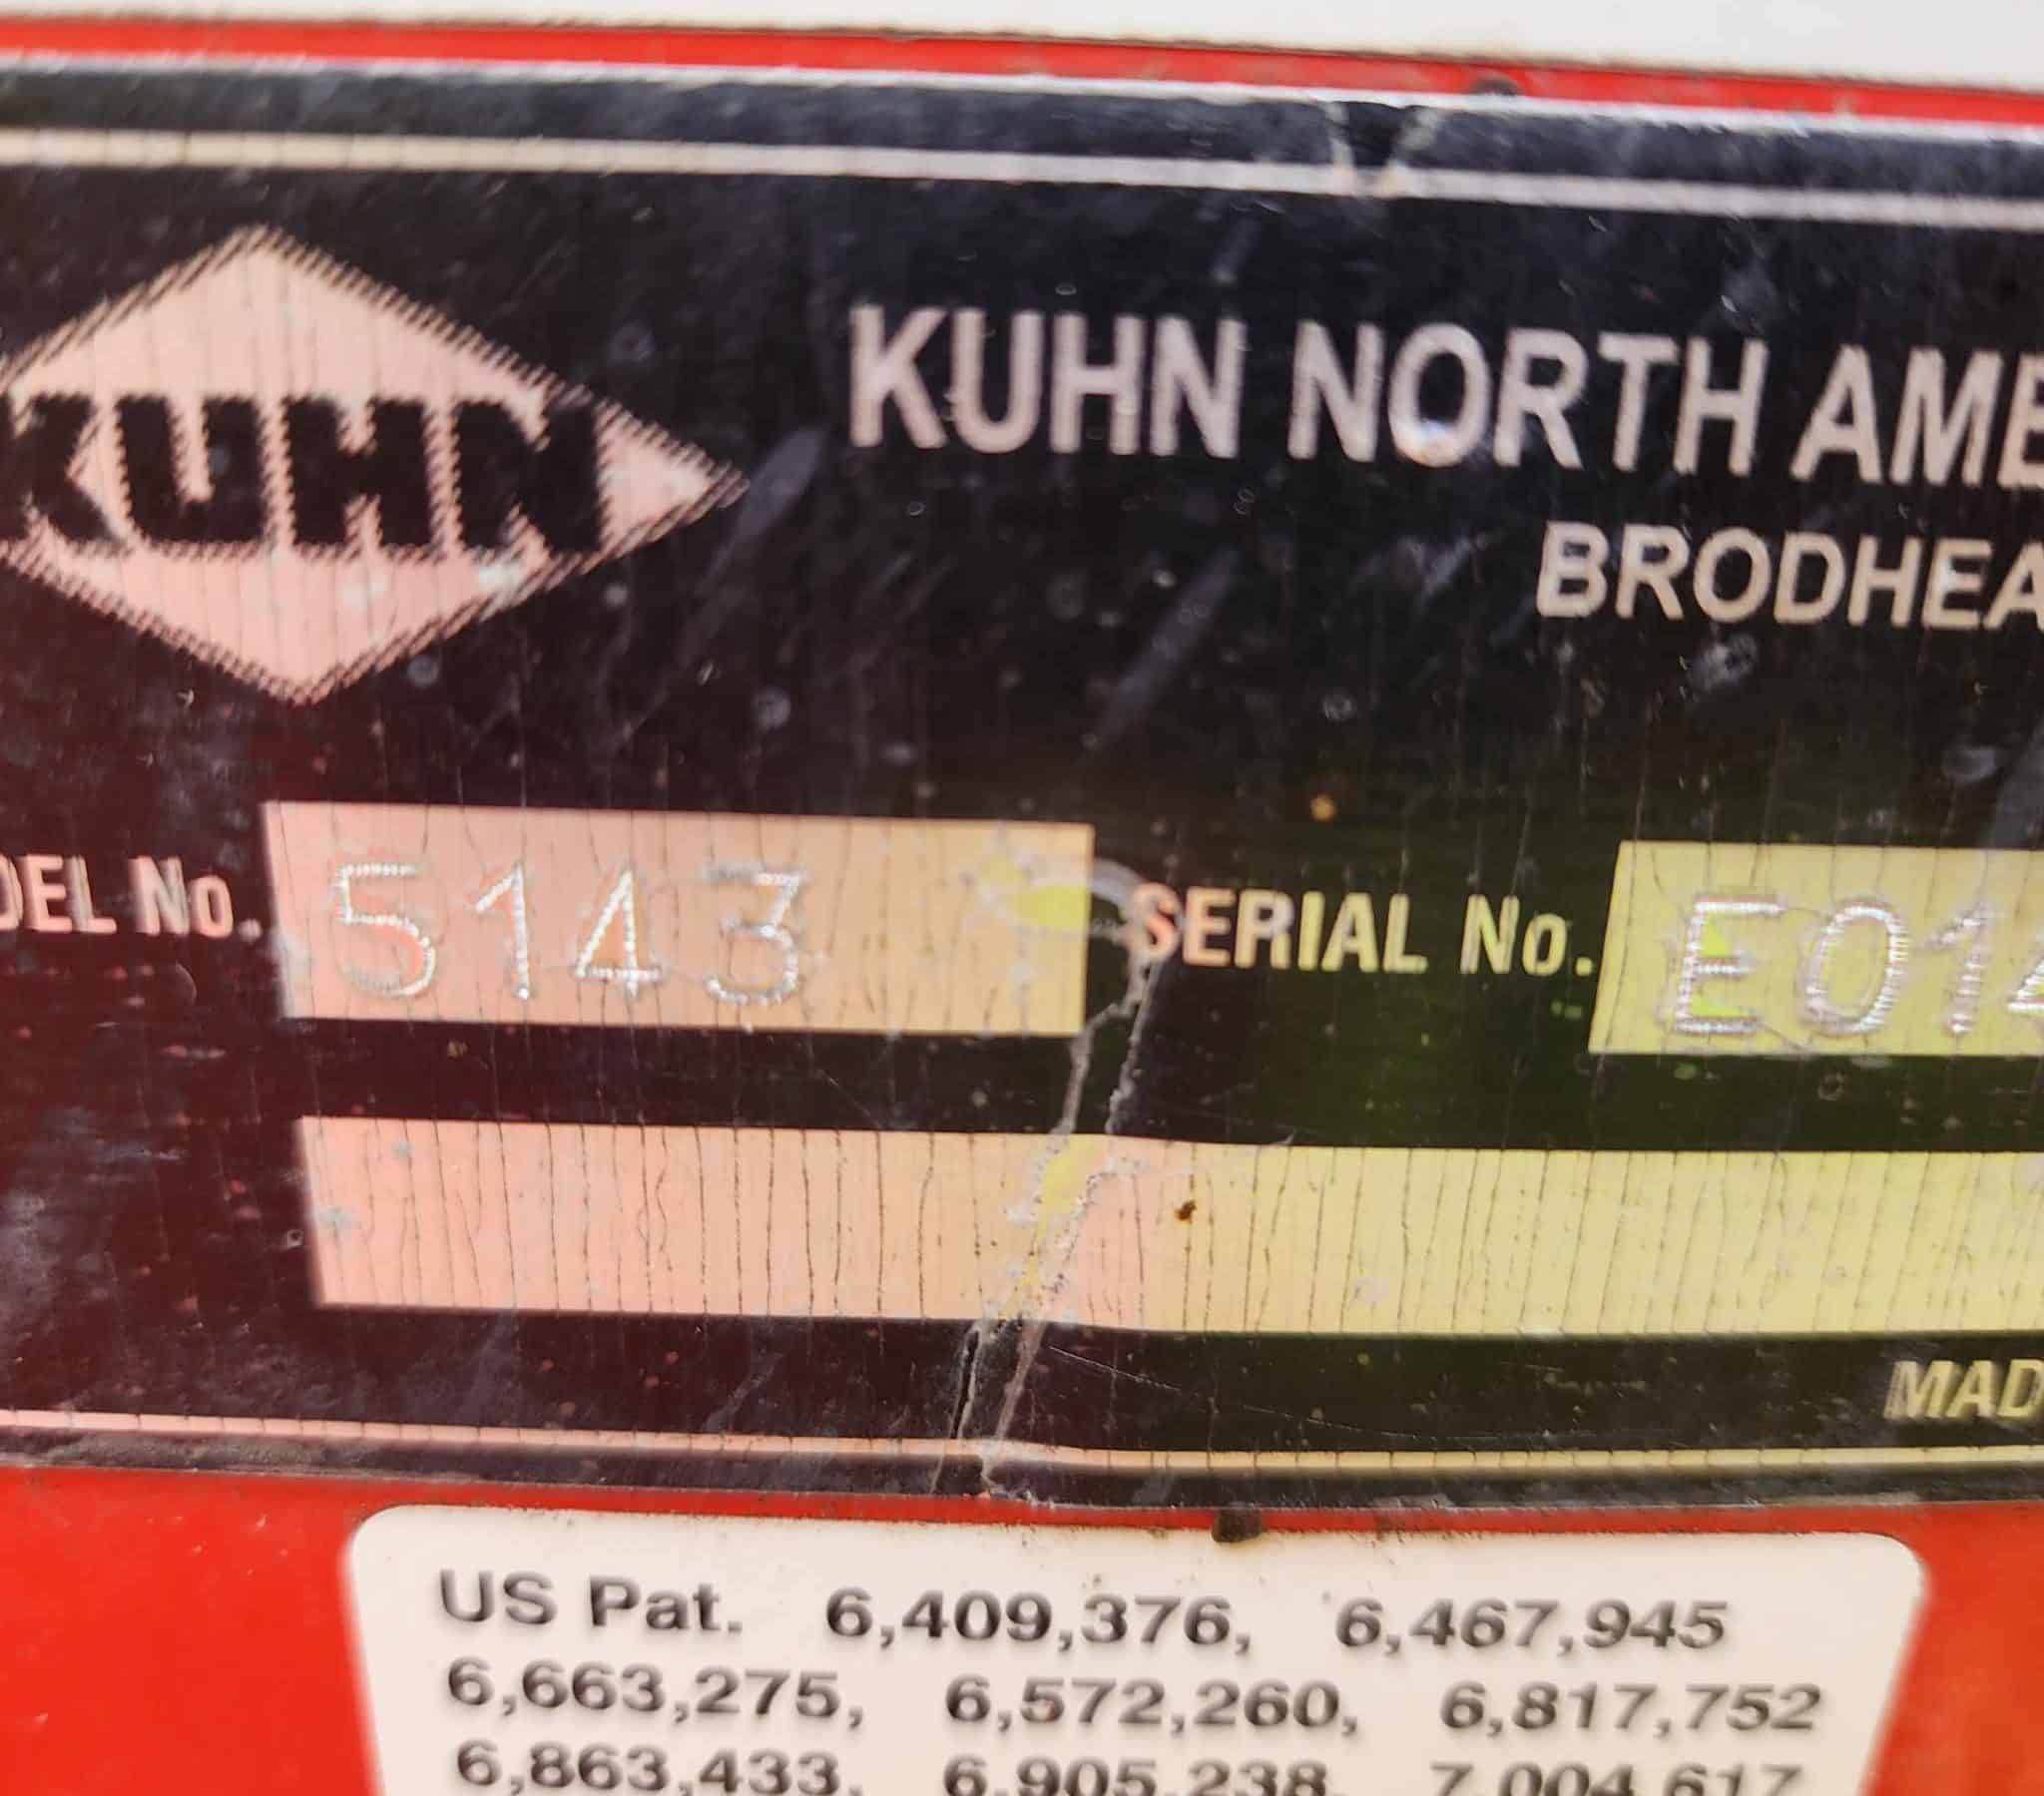 KUHN
KUHN NORTH AME
BRODHEA
DEL No. 5143 SERIAL No. E014
MAD
US Pat. 6,409,376, 6,467,945
6,663,275, 6,572,260, 6,817,752
6,863,433, 6,905,238, 7,004,617